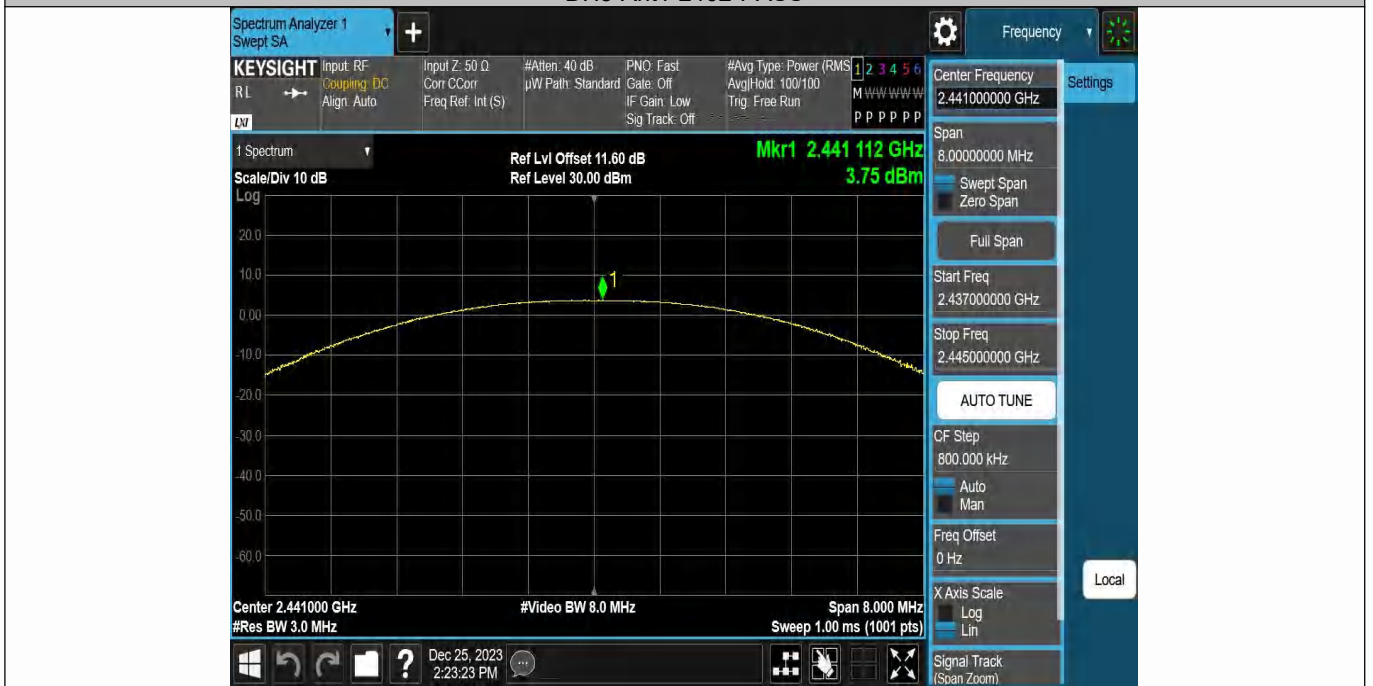 Spectrum Analyzer 1
Swept SA
+
Frequency
KEYSIGHT
RL
LXI
Input: RF
Coupling: DC
Align: Auto
Input Z: 50 Ω
Corr CCorr
Freq Ref: Int (S)
#Atten: 40 dB
µW Path: Standard
PNO: Fast
Gate: Off
IF Gain: Low
Sig Track: Off
#Avg Type: Power (RMS
Avg|Hold: 100/100
Trig: Free Run
1 2 3 4 5 6
M W W W W W
P P P P P P
Center Frequency
2.441000000 GHz
Settings
Span
8.00000000 MHz
Swept Span
Zero Span
Full Span
Start Freq
2.437000000 GHz
Stop Freq
2.445000000 GHz
AUTO TUNE
CF Step
800.000 kHz
Auto
Man
Freq Offset
0 Hz
X Axis Scale
Log
Lin
Signal Track
(Span Zoom)
Local
1 Spectrum
Scale/Div 10 dB
Ref Lvl Offset 11.60 dB
Ref Level 30.00 dBm
Mkr1 2.441 112 GHz
3.75 dBm
Log
20.0
10.0
1
0.00
-10.0
-20.0
-30.0
-40.0
-50.0
-60.0
Center 2.441000 GHz
#Res BW 3.0 MHz
#Video BW 8.0 MHz
Span 8.000 MHz
Sweep 1.00 ms (1001 pts)
?
Dec 25, 2023
2:23:23 PM